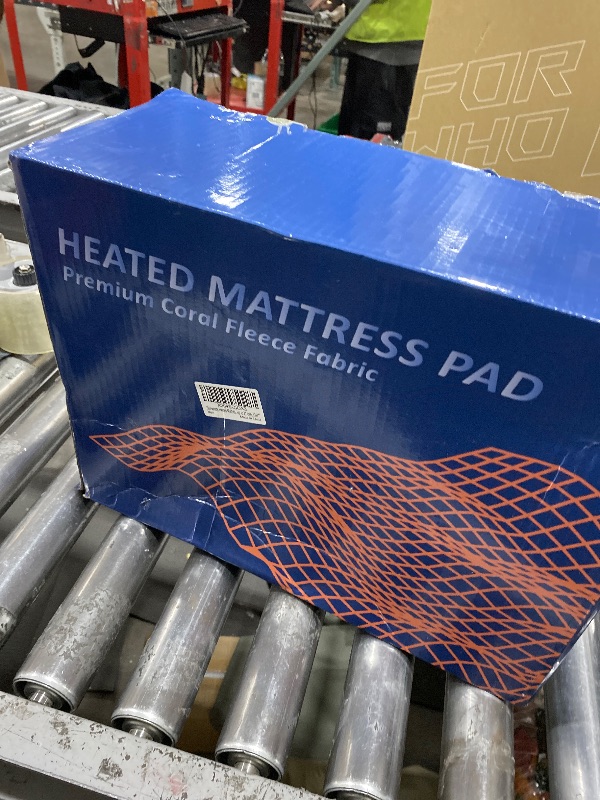 FOR
WHO
HEATED MATTRESS PAD
Premium Coral Fleece Fabric